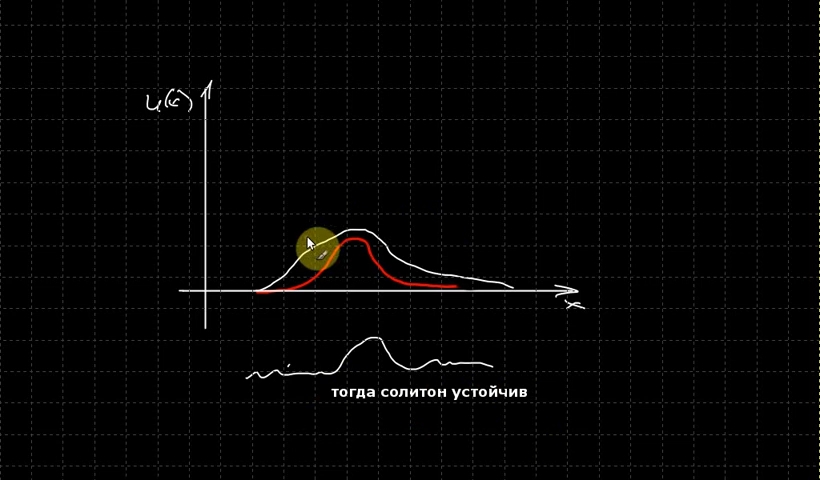 u(x)
x
тогда солитон устойчив